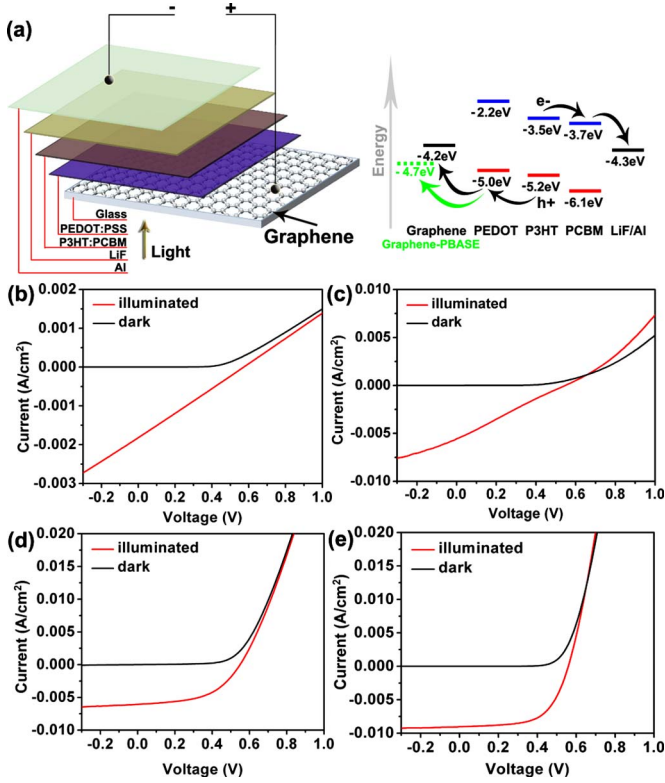 (a)
-
+
Glass
PEDOT:PSS
P3HT:PCBM
LiF
Al
Light
Graphene
Energy
e-
-2.2eV
-3.5eV
-3.7eV
-4.2eV
-4.3eV
-4.7eV
-5.0eV
-5.2eV
h+
-6.1eV
Graphene PEDOT P3HT PCBM LiF/Al
Graphene-PBASE
(b)
illuminated
dark
0.002
0.001
0.000
-0.001
-0.002
-0.003
Current (A/cm²)
-0.2 0.0 0.2 0.4 0.6 0.8 1.0
Voltage (V)
(c)
illuminated
dark
0.010
0.005
0.000
-0.005
-0.010
Current (A/cm²)
-0.2 0.0 0.2 0.4 0.6 0.8 1.0
Voltage (V)
(d)
illuminated
dark
0.020
0.015
0.010
0.005
0.000
-0.005
-0.010
Current (A/cm²)
-0.2 0.0 0.2 0.4 0.6 0.8 1.0
Voltage (V)
(e)
illuminated
dark
0.020
0.015
0.010
0.005
0.000
-0.005
-0.010
Current (A/cm²)
-0.2 0.0 0.2 0.4 0.6 0.8 1.0
Voltage (V)